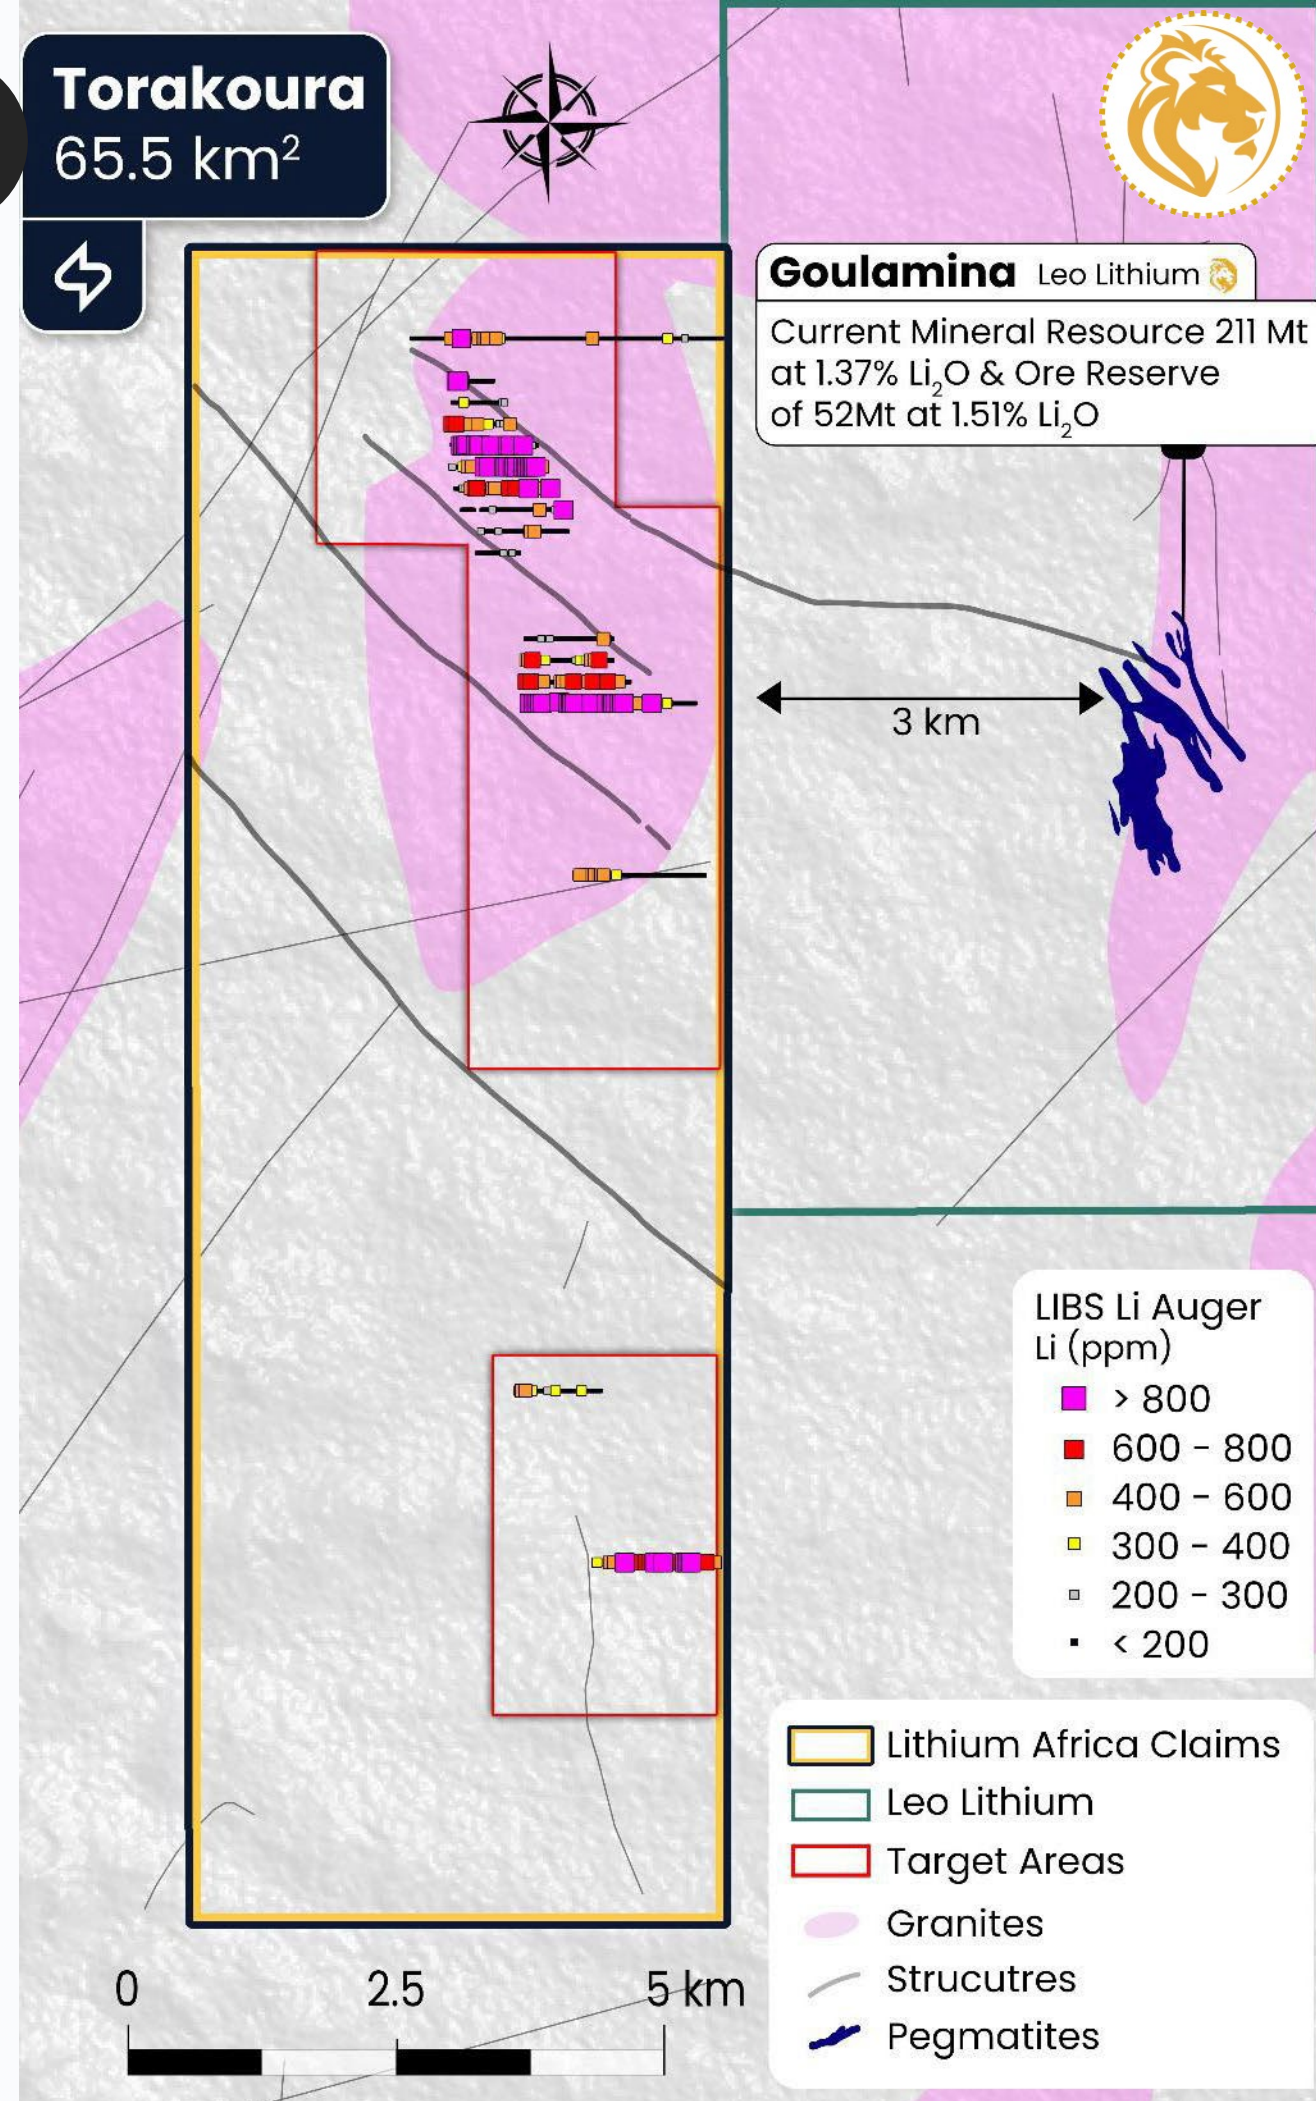 Torakoura
65.5 km²
Goulamina Leo Lithium
Current Mineral Resource 211 Mt
at 1.37% Li₂O & Ore Reserve
of 52Mt at 1.51% Li₂O
3 km
LIBS Li Auger
Li (ppm)
> 800
600 - 800
400 - 600
300 - 400
200 - 300
< 200
Lithium Africa Claims
Leo Lithium
Target Areas
Granites
Strucutres
Pegmatites
0 2.5 5 km